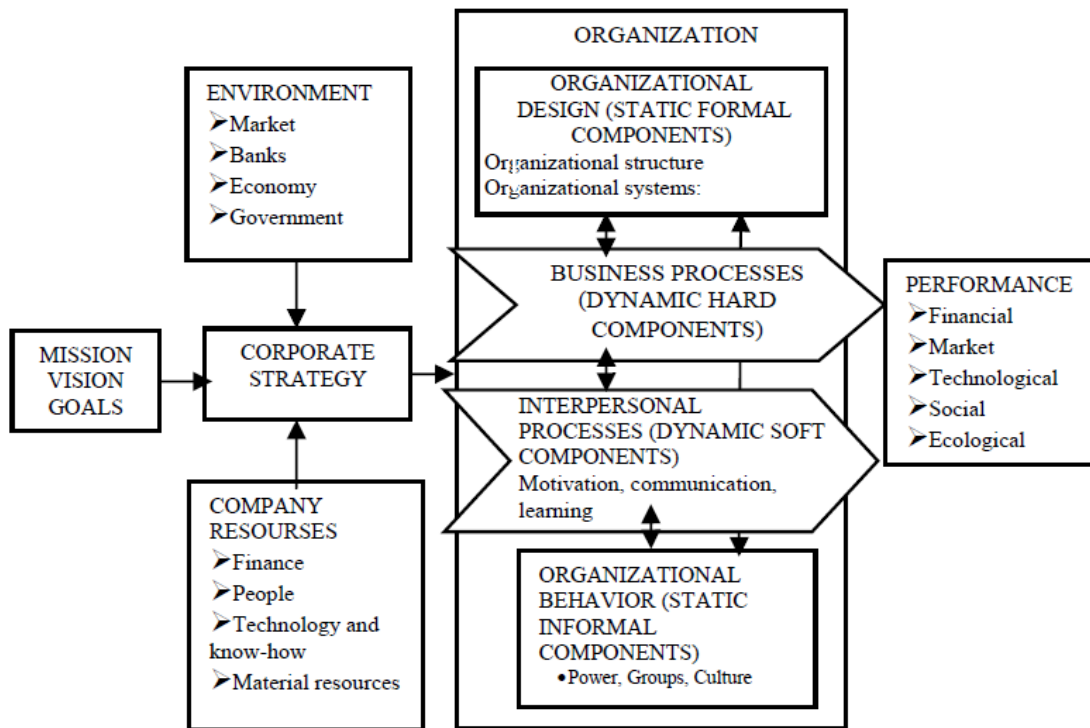 ENVIRONMENT
➢Market
➢Banks
➢Economy
➢Government
MISSION
VISION
GOALS
CORPORATE
STRATEGY
COMPANY
RESOURSES
➢Finance
➢People
➢Technology and
know-how
➢Material resources
ORGANIZATION
ORGANIZATIONAL
DESIGN (STATIC FORMAL
COMPONENTS)
Organizational structure
Organizational systems:
BUSINESS PROCESSES
(DYNAMIC HARD
COMPONENTS)
INTERPERSONAL
PROCESSES (DYNAMIC SOFT
COMPONENTS)
Motivation, communication,
learning
ORGANIZATIONAL
BEHAVIOR (STATIC
INFORMAL
COMPONENTS)
•Power, Groups, Culture
PERFORMANCE
➢Financial
➢Market
➢Technological
➢Social
➢Ecological